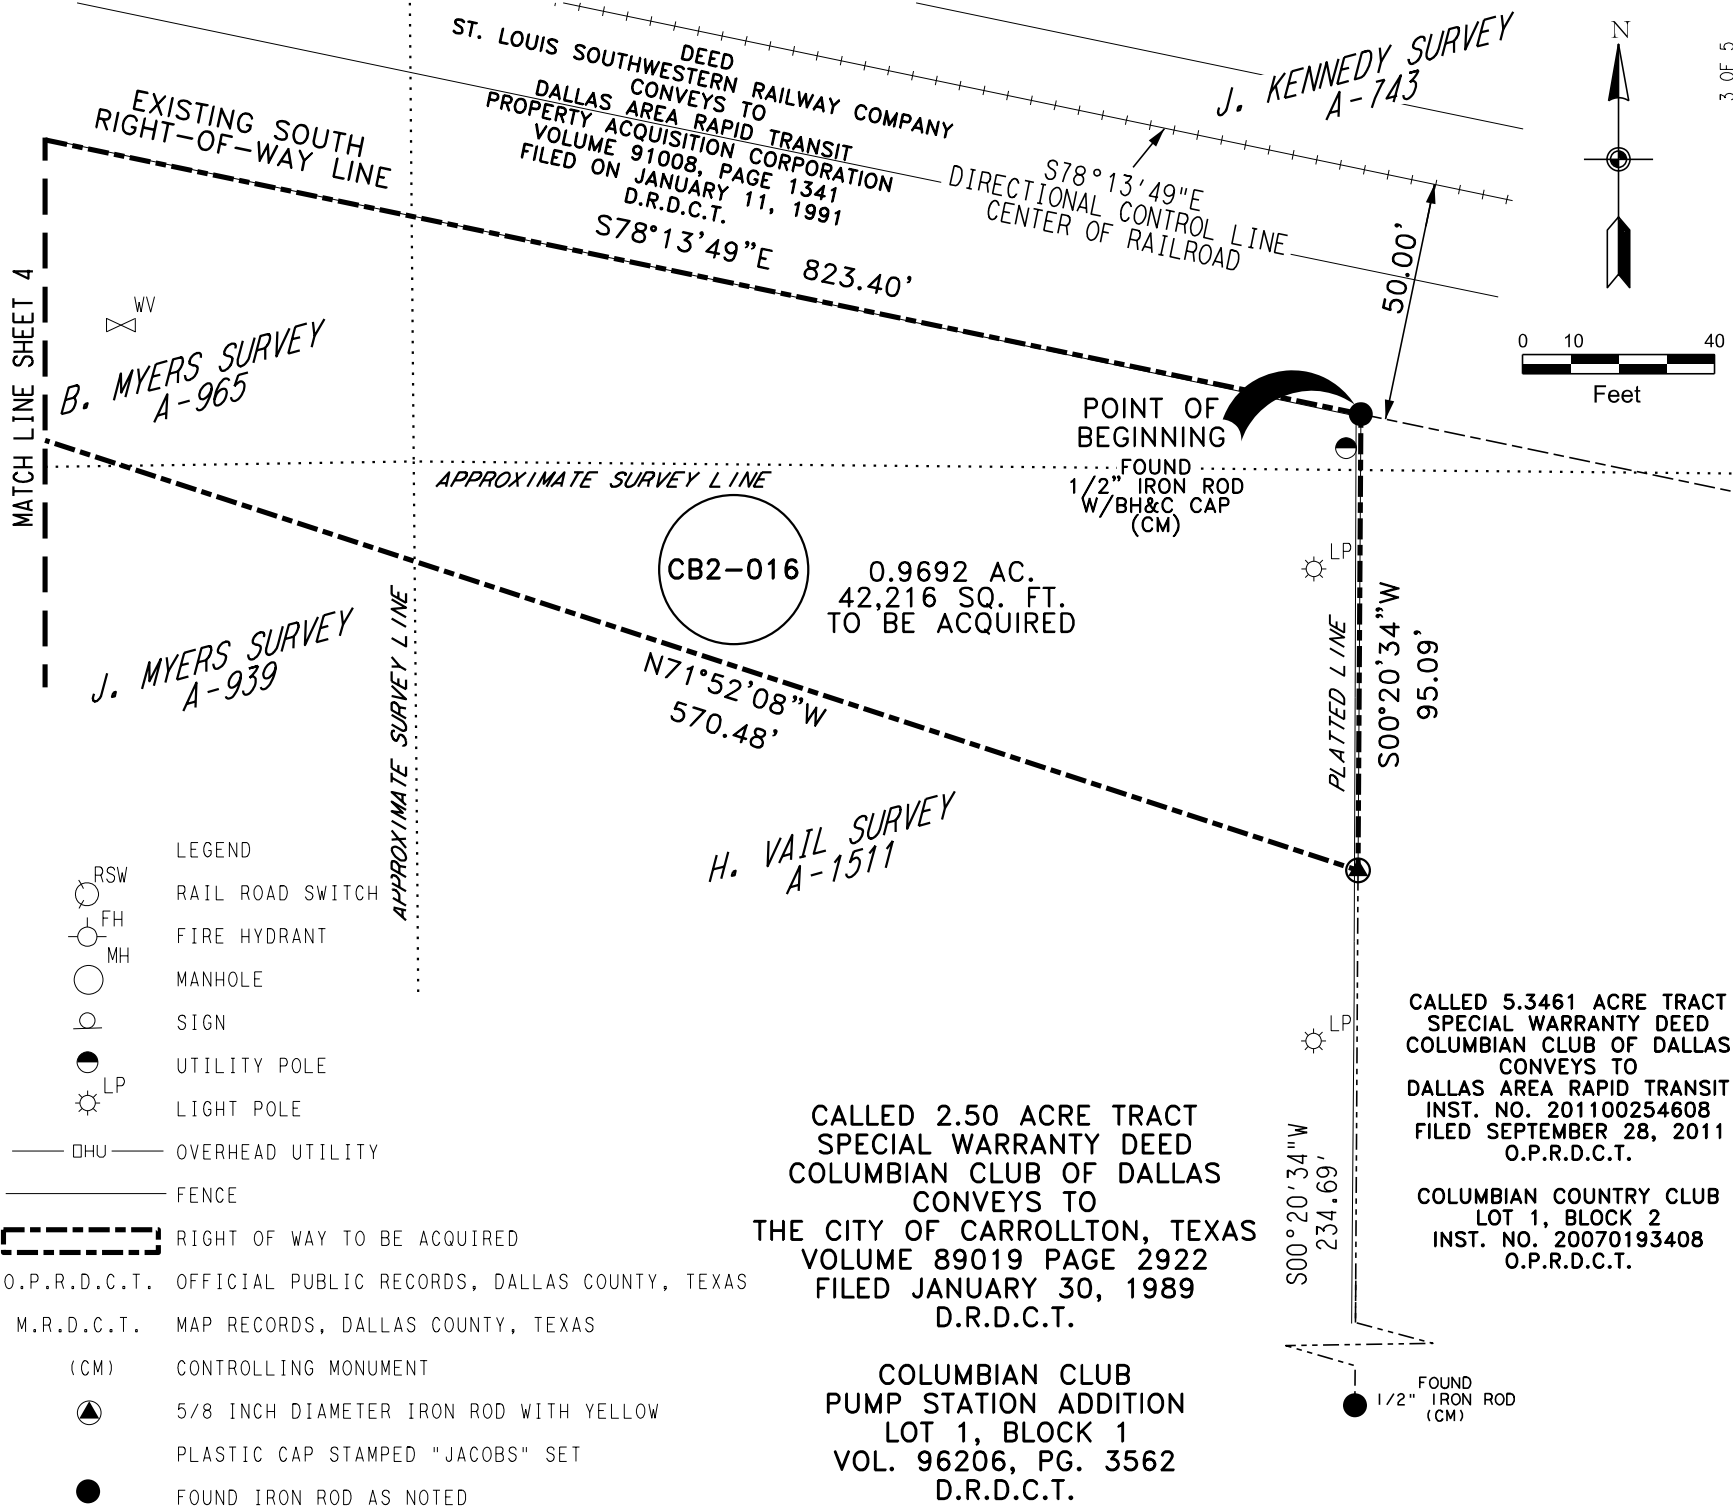 3 OF 5
N
J. KENNEDY SURVEY
A-743
DEED
ST. LOUIS SOUTHWESTERN RAILWAY COMPANY
CONVEYS TO
DALLAS AREA RAPID TRANSIT
PROPERTY ACQUISITION CORPORATION
VOLUME 91008, PAGE 1341
FILED ON JANUARY 11, 1991
D.R.D.C.T.
S78°13'49"E 823.40'
EXISTING SOUTH
RIGHT-OF-WAY LINE
S78°13'49"E
DIRECTIONAL CONTROL LINE
CENTER OF RAILROAD
50.00'
0 10 40
Feet
MATCH LINE SHEET 4
WV
B. MYERS SURVEY
A-965
POINT OF
BEGINNING
FOUND
1/2" IRON ROD
W/BH&C CAP
(CM)
APPROXIMATE SURVEY LINE
CB2-016
0.9692 AC.
42,216 SQ. FT.
TO BE ACQUIRED
LP
PLATTED LINE
S00°20'34"W
95.09'
J. MYERS SURVEY
A-939
APPROXIMATE SURVEY LINE
N71°52'08"W
570.48'
H. VAIL SURVEY
A-1511
LEGEND
RSW
RAIL ROAD SWITCH
FH
FIRE HYDRANT
MH
MANHOLE
SIGN
UTILITY POLE
LP
LIGHT POLE
OHU
OVERHEAD UTILITY
FENCE
RIGHT OF WAY TO BE ACQUIRED
O.P.R.D.C.T. OFFICIAL PUBLIC RECORDS, DALLAS COUNTY, TEXAS
M.R.D.C.T. MAP RECORDS, DALLAS COUNTY, TEXAS
(CM) CONTROLLING MONUMENT
5/8 INCH DIAMETER IRON ROD WITH YELLOW
PLASTIC CAP STAMPED "JACOBS" SET
FOUND IRON ROD AS NOTED
CALLED 2.50 ACRE TRACT
SPECIAL WARRANTY DEED
COLUMBIAN CLUB OF DALLAS
CONVEYS TO
THE CITY OF CARROLLTON, TEXAS
VOLUME 89019 PAGE 2922
FILED JANUARY 30, 1989
D.R.D.C.T.
COLUMBIAN CLUB
PUMP STATION ADDITION
LOT 1, BLOCK 1
VOL. 96206, PG. 3562
D.R.D.C.T.
LP
S00°20'34"W
234.69'
CALLED 5.3461 ACRE TRACT
SPECIAL WARRANTY DEED
COLUMBIAN CLUB OF DALLAS
CONVEYS TO
DALLAS AREA RAPID TRANSIT
INST. NO. 201100254608
FILED SEPTEMBER 28, 2011
O.P.R.D.C.T.
COLUMBIAN COUNTRY CLUB
LOT 1, BLOCK 2
INST. NO. 20070193408
O.P.R.D.C.T.
FOUND
1/2" IRON ROD
(CM)